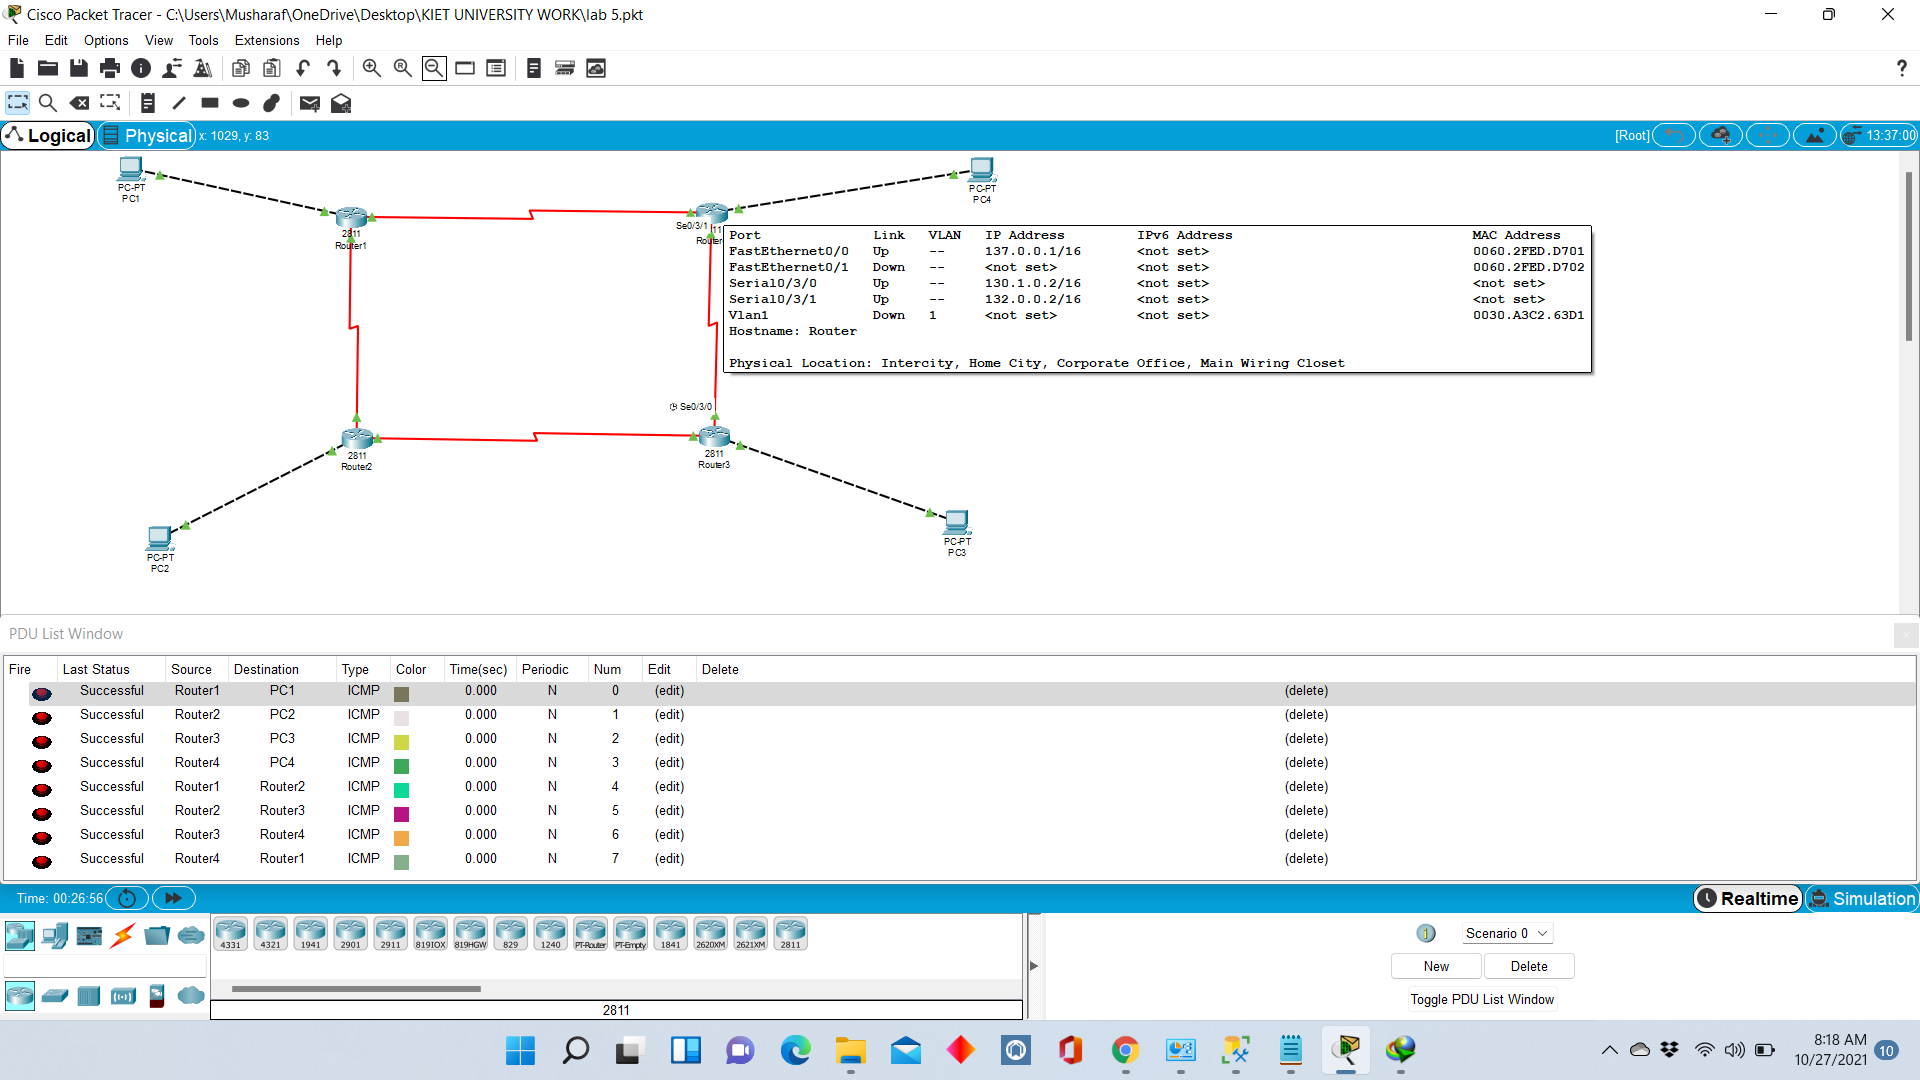 Cisco Packet Tracer - C:\Users\Musharaf\OneDrive\Desktop\KIET UNIVERSITY WORK\lab 5.pkt
File Edit Options View Tools Extensions Help
?
Logical Physical x: 1029, y: 83 [Root] 13:37:00
PC-PT
PC1
PC-PT
PC4
2811
Router1
Se0/3/1
Port Link VLAN IP Address IPv6 Address MAC Address
FastEthernet0/0 Up -- 137.0.0.1/16 <not set> 0060.2FED.D701
FastEthernet0/1 Down -- <not set> <not set> 0060.2FED.D702
Serial0/3/0 Up -- 130.1.0.2/16 <not set> <not set>
Serial0/3/1 Up -- 132.0.0.2/16 <not set> <not set>
Vlan1 Down 1 <not set> <not set> 0030.A3C2.63D1
Hostname: Router
Physical Location: Intercity, Home City, Corporate Office, Main Wiring Closet
Se0/3/0
2811
Router2
2811
Router3
PC-PT
PC2
PC-PT
PC3
PDU List Window
Fire Last Status Source Destination Type Color Time(sec) Periodic Num Edit Delete
Successful Router1 PC1 ICMP 0.000 N 0 (edit) (delete)
Successful Router2 PC2 ICMP 0.000 N 1 (edit) (delete)
Successful Router3 PC3 ICMP 0.000 N 2 (edit) (delete)
Successful Router4 PC4 ICMP 0.000 N 3 (edit) (delete)
Successful Router1 Router2 ICMP 0.000 N 4 (edit) (delete)
Successful Router2 Router3 ICMP 0.000 N 5 (edit) (delete)
Successful Router3 Router4 ICMP 0.000 N 6 (edit) (delete)
Successful Router4 Router1 ICMP 0.000 N 7 (edit) (delete)
Time: 00:26:56 Realtime Simulation
4331 4321 1941 2901 2911 819IOX 819HGW 829 1240 PT-Router PT-Empty 1841 2620XM 2621XM 2811
2811
Scenario 0
New Delete
Toggle PDU List Window
8:18 AM
10/27/2021
10